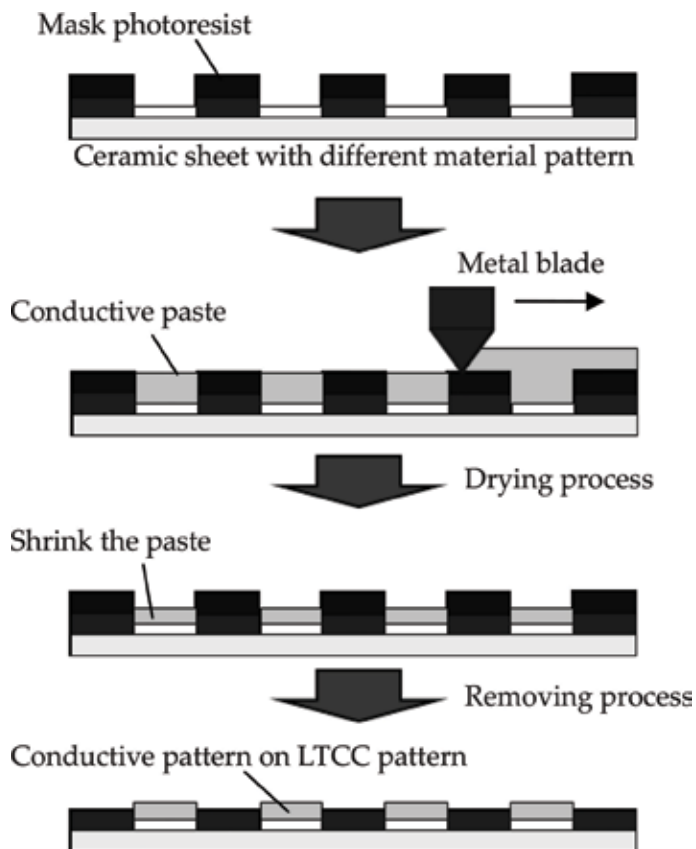 Mask photoresist
Ceramic sheet with different material pattern
Metal blade
Conductive paste
Drying process
Shrink the paste
Removing process
Conductive pattern on LTCC pattern